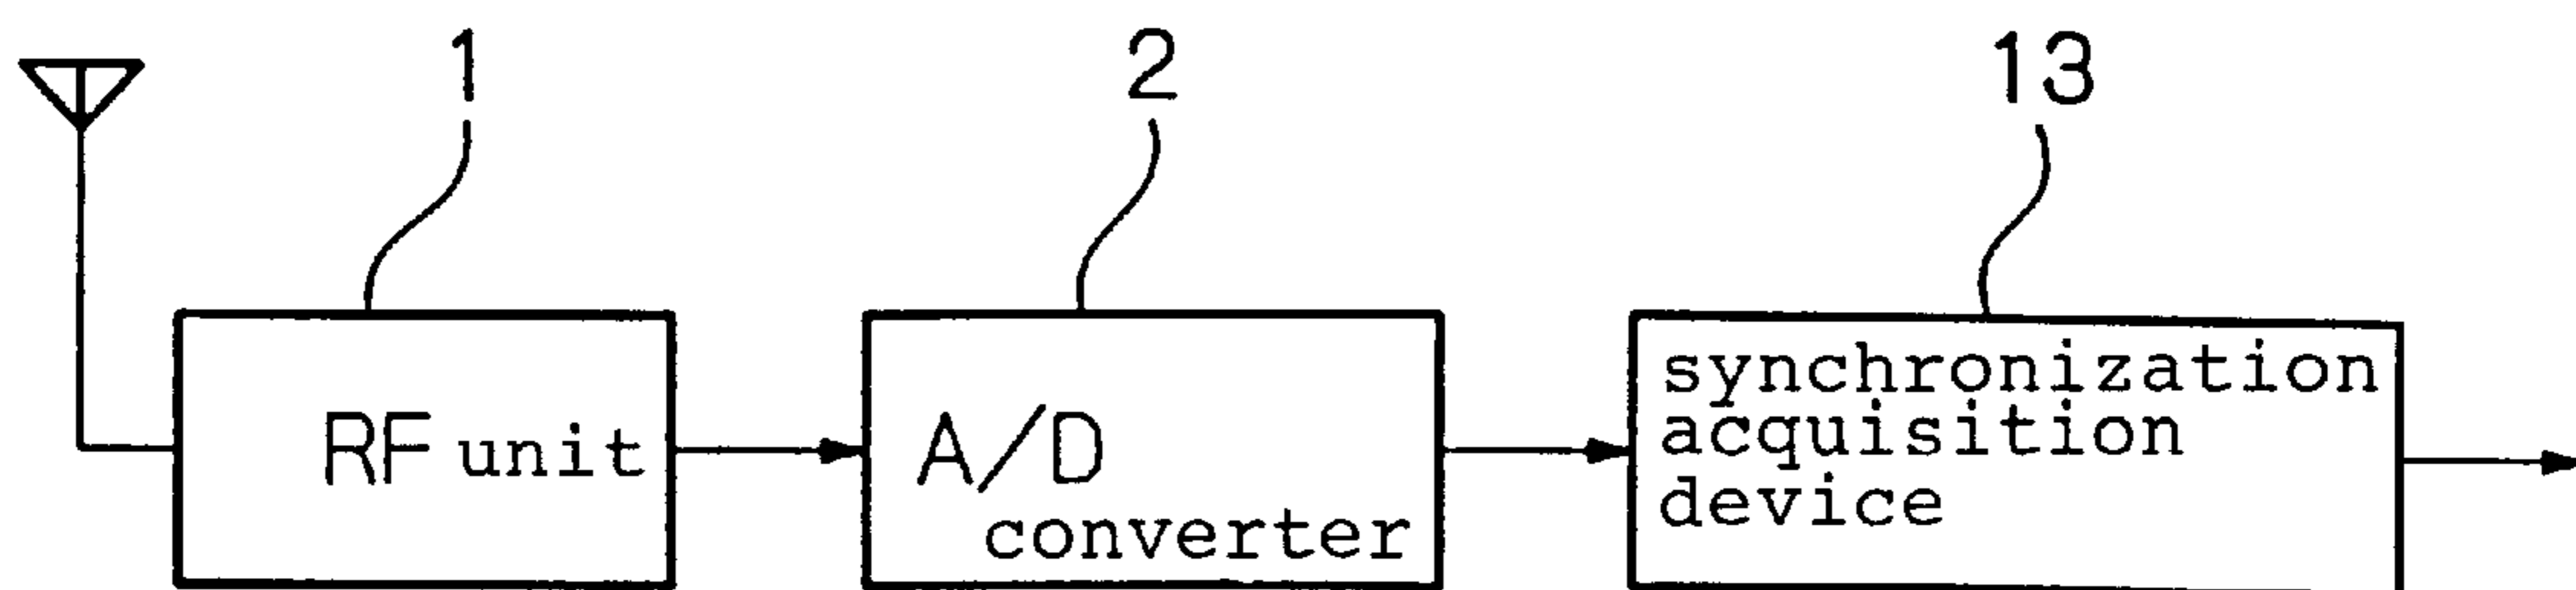 1
2
13
RF unit
A/D
converter
synchronization
acquisition
device